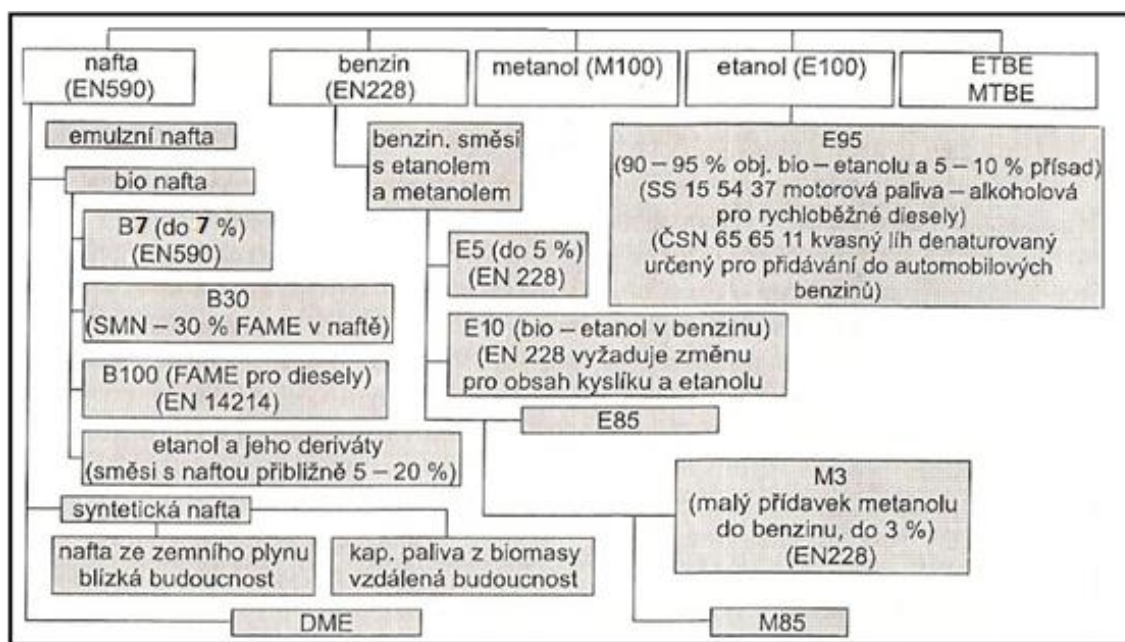 nafta
(EN590)
benzin
(EN228)
metanol (M100)
etanol (E100)
ETBE
MTBE
emulzní nafta
bio nafta
B7 (do 7 %)
(EN590)
B30
(SMN – 30 % FAME v naftě)
B100 (FAME pro diesely)
(EN 14214)
etanol a jeho deriváty
(směsi s naftou přibližně 5 – 20 %)
syntetická nafta
nafta ze zemního plynu
blízká budoucnost
kap. paliva z biomasy
vzdálená budoucnost
DME
benzin. směsi
s etanolem
a metanolem
E5 (do 5 %)
(EN 228)
E10 (bio – etanol v benzinu)
(EN 228 vyžaduje změnu
pro obsah kyslíku a etanolu
E85
M3
(malý přídavek metanolu
do benzinu, do 3 %)
(EN228)
M85
E95
(90 – 95 % obj. bio – etanolu a 5 – 10 % přísad)
(SS 15 54 37 motorová paliva – alkoholová
pro rychloběžné diesely)
(ČSN 65 65 11 kvasný líh denaturovaný
určený pro přidávání do automobilových
benzinů)